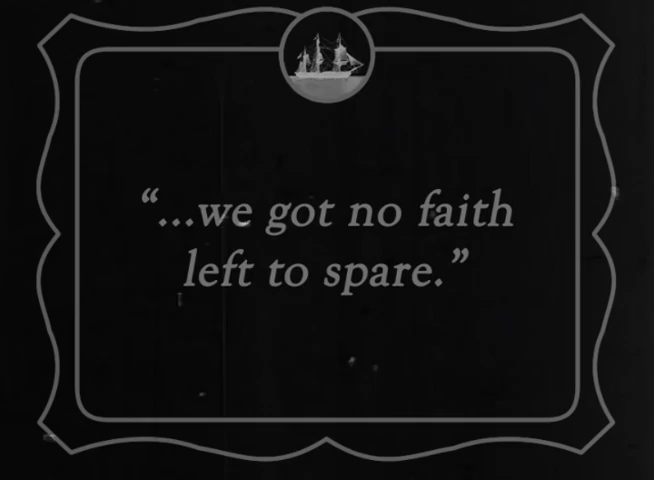 “...we got no faith
left to spare.”